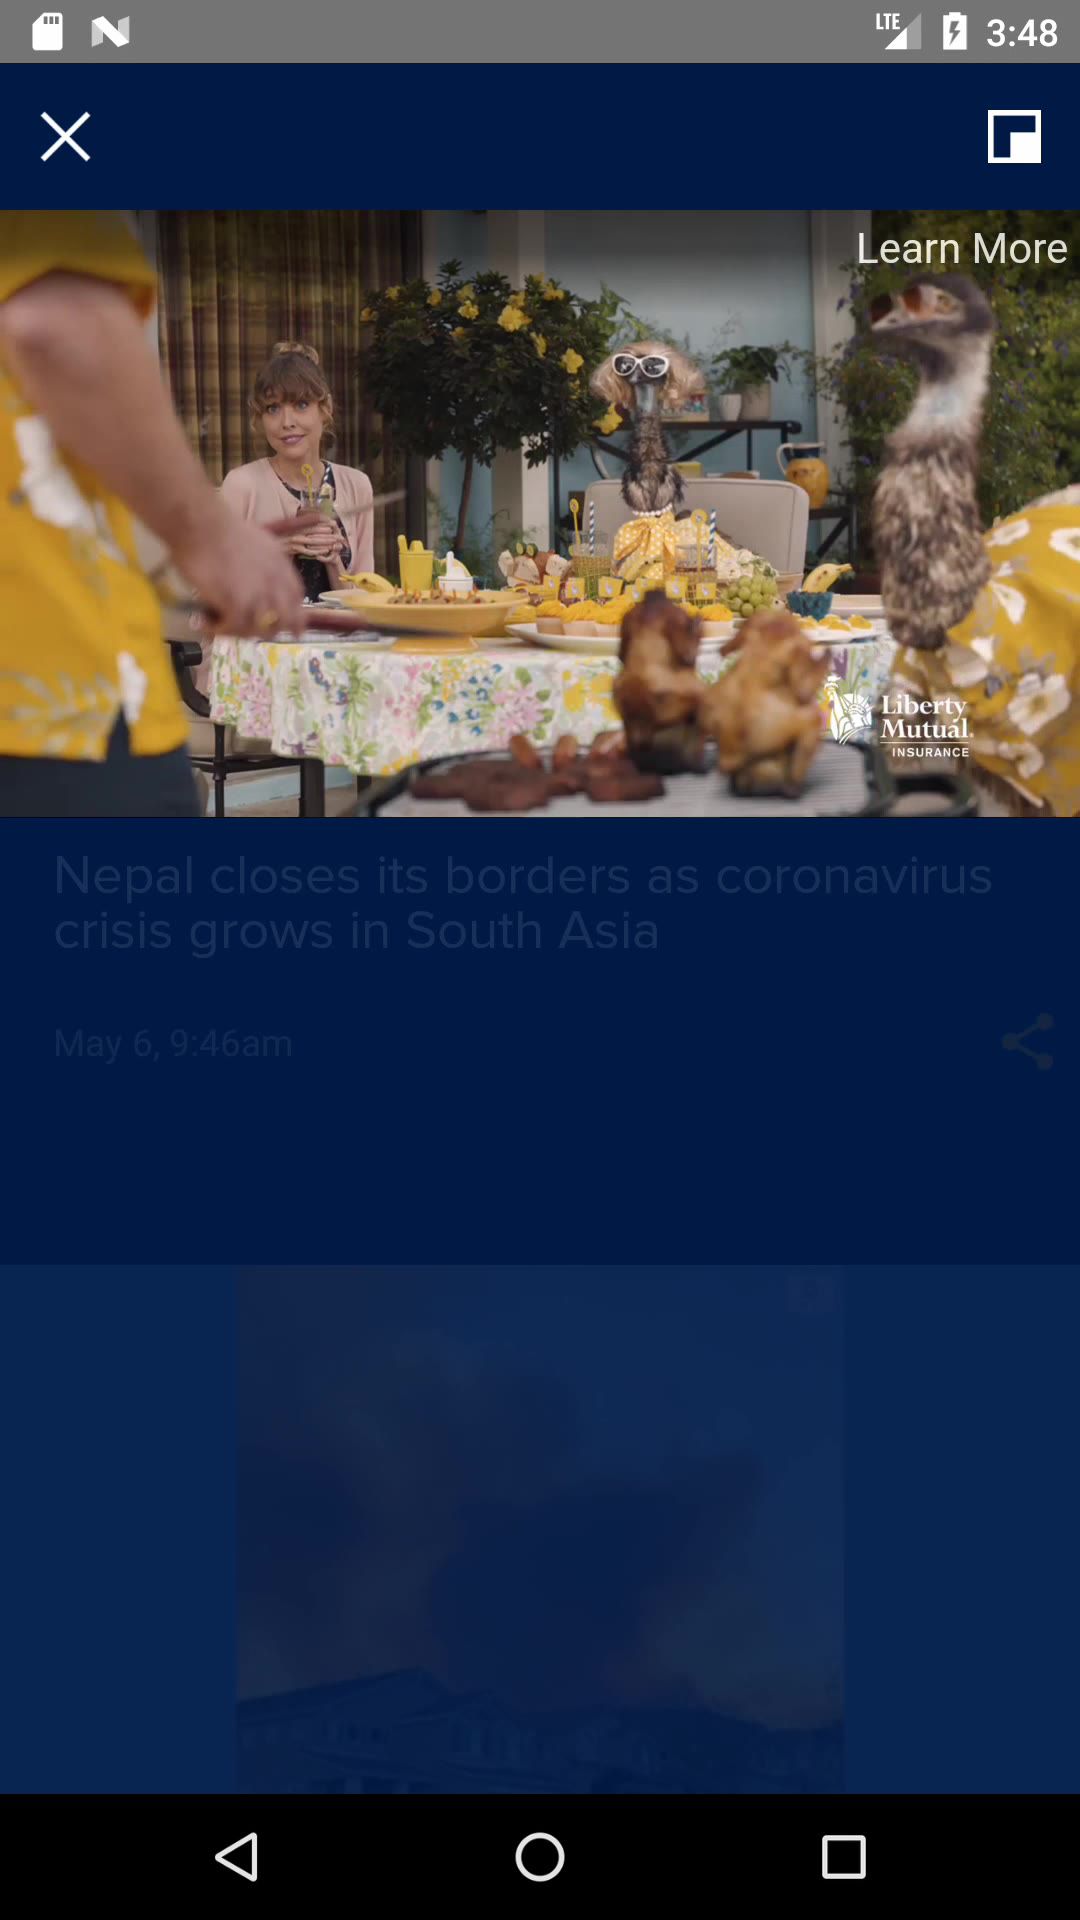 LTE
3:48
Learn More
Liberty
Mutual.
INSURANCE
Nepal closes its borders as coronavirus
crisis grows in South Asia
May 6, 9:46am